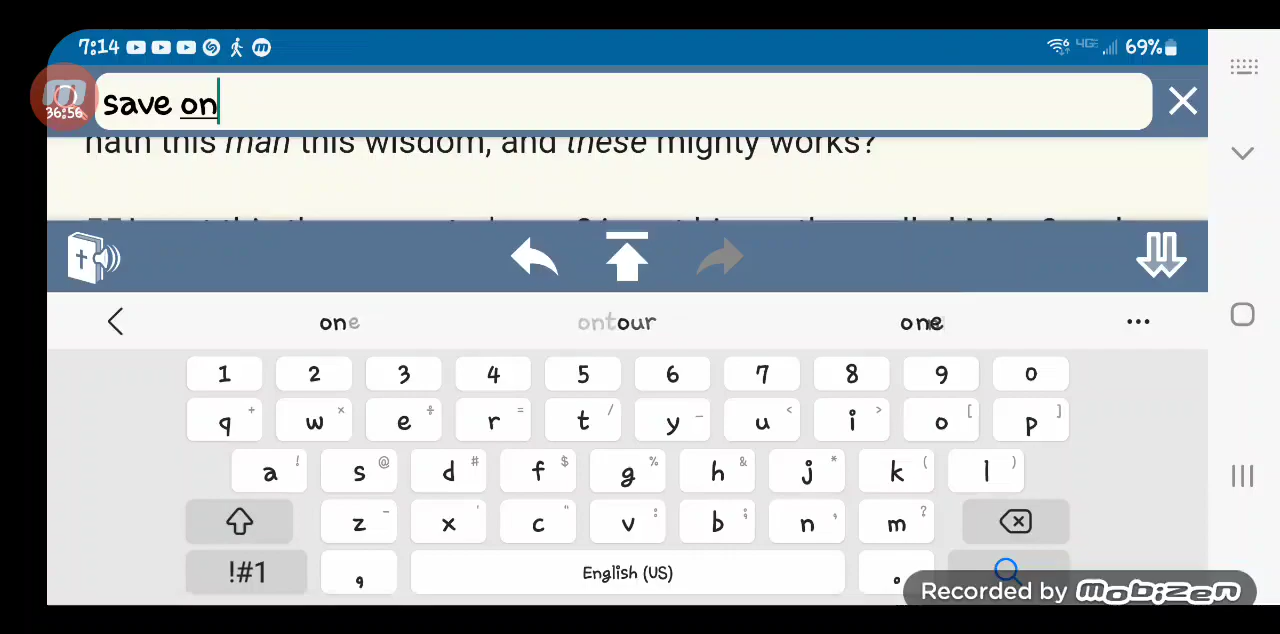 7:14 4GE 69%
36:56 save on
hath this man this wisdom, and these mighty works?
one ontour one ...
1 2 3 4 5 6 7 8 9 0
q + w × e ÷ r = t / y _ u < i > o [ p ]
a ! s @ d # f $ g % h & j * k ( l )
z - x ' c " v : b ; n , m ?
!#1 , English (US) .
Recorded by mobizen